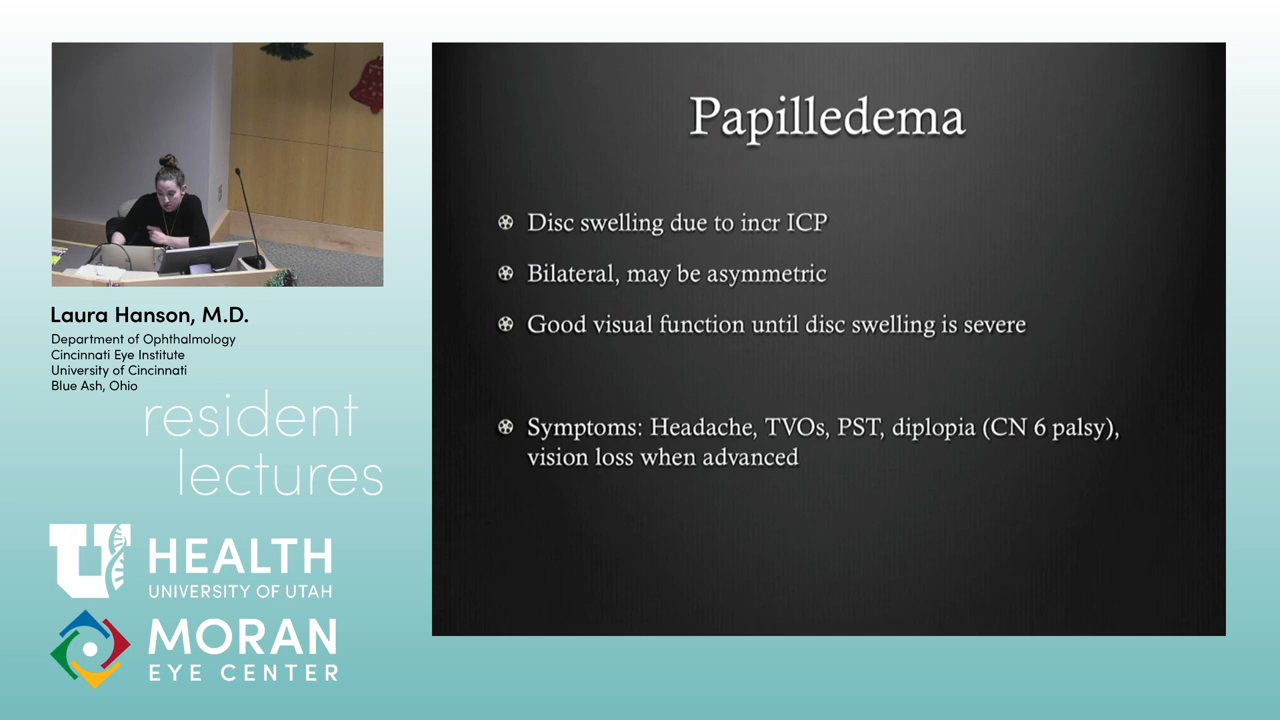 Laura Hanson, M.D.
Department of Ophthalmology
Cincinnati Eye Institute
University of Cincinnati
Blue Ash, Ohio
resident
lectures
U HEALTH
UNIVERSITY OF UTAH
MORAN
EYE CENTER
Papilledema
Disc swelling due to incr ICP
Bilateral, may be asymmetric
Good visual function until disc swelling is severe
Symptoms: Headache, TVOs, PST, diplopia (CN 6 palsy),
vision loss when advanced